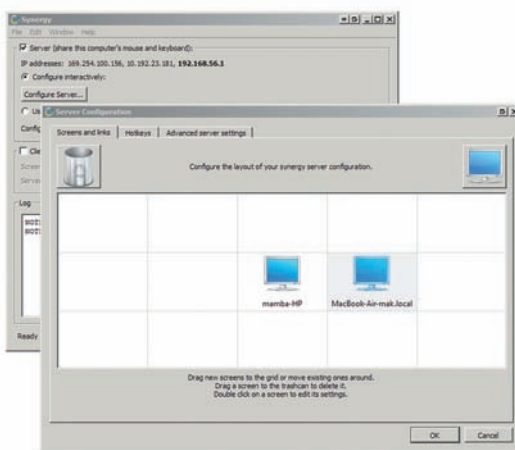 Synergy
File Edit Window Help
Server (share this computer's mouse and keyboard):
IP addresses: 169.254.100.156, 10.192.23.181, 192.168.56.1
Configure interactively:
Configure Server...
Server Configuration
Screens and links Hotkeys Advanced server settings
Configure the layout of your synergy server configuration.
Log
mamba-HP MacBook-Air-mak.local
Ready
Drag new screens to the grid or move existing ones around.
Drag a screen to the trashcan to delete it.
Double click on a screen to edit its settings.
OK Cancel